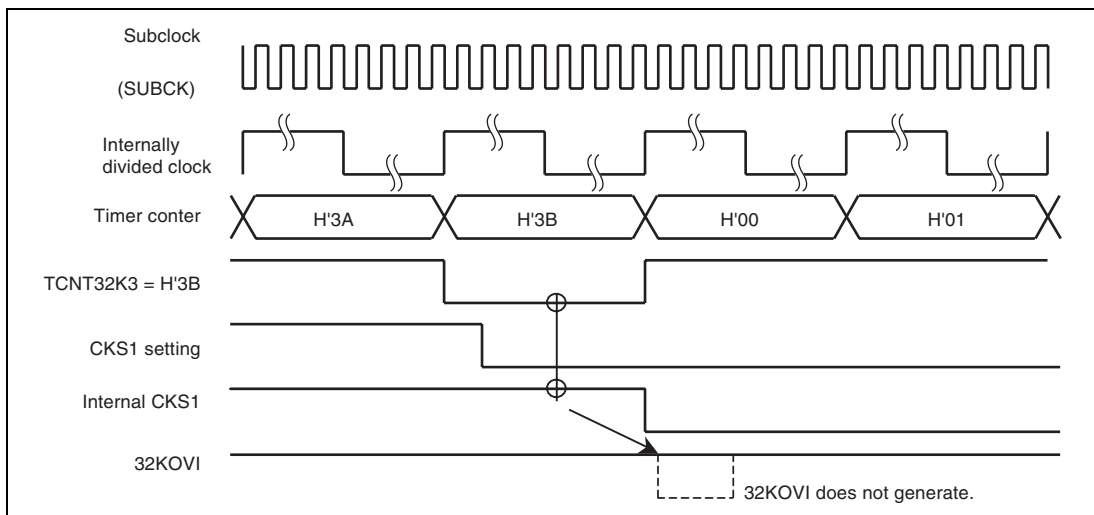 Subclock
(SUBCK)
Internally
divided clock
Timer conter
H'3A
H'3B
H'00
H'01
TCNT32K3 = H'3B
CKS1 setting
Internal CKS1
32KOVI
32KOVI does not generate.